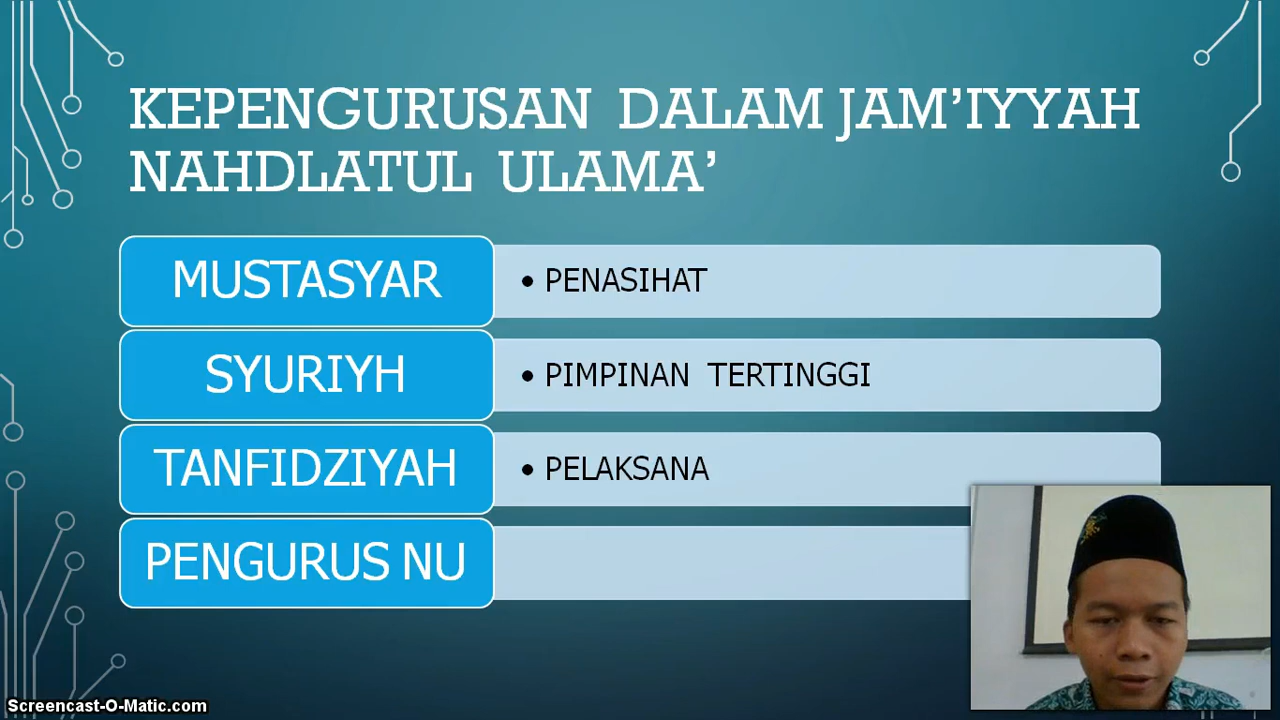 KEPENGURUSAN DALAM JAM’IYYAH
NAHDLATUL ULAMA’
MUSTASYAR
• PENASIHAT
SYURIYH
• PIMPINAN TERTINGGI
TANFIDZIYAH
• PELAKSANA
PENGURUS NU
Screencast-O-Matic.com